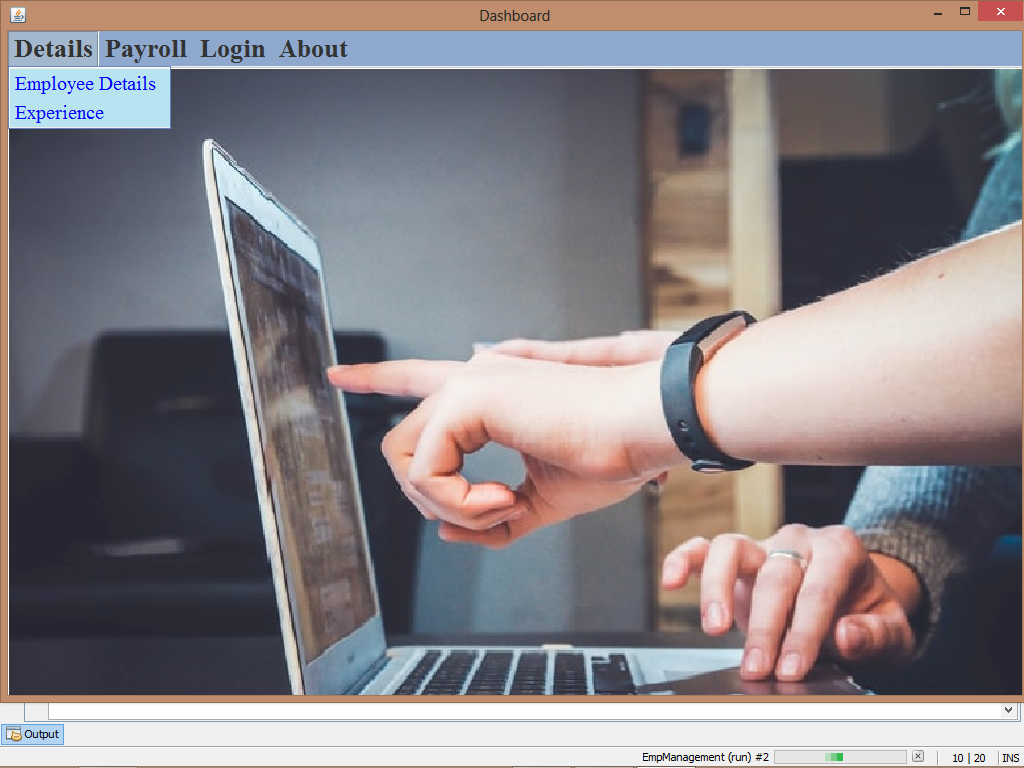 Dashboard
Details Payroll Login About
Employee Details
Experience
Output
EmpManagement (run) #2
10 | 20
INS